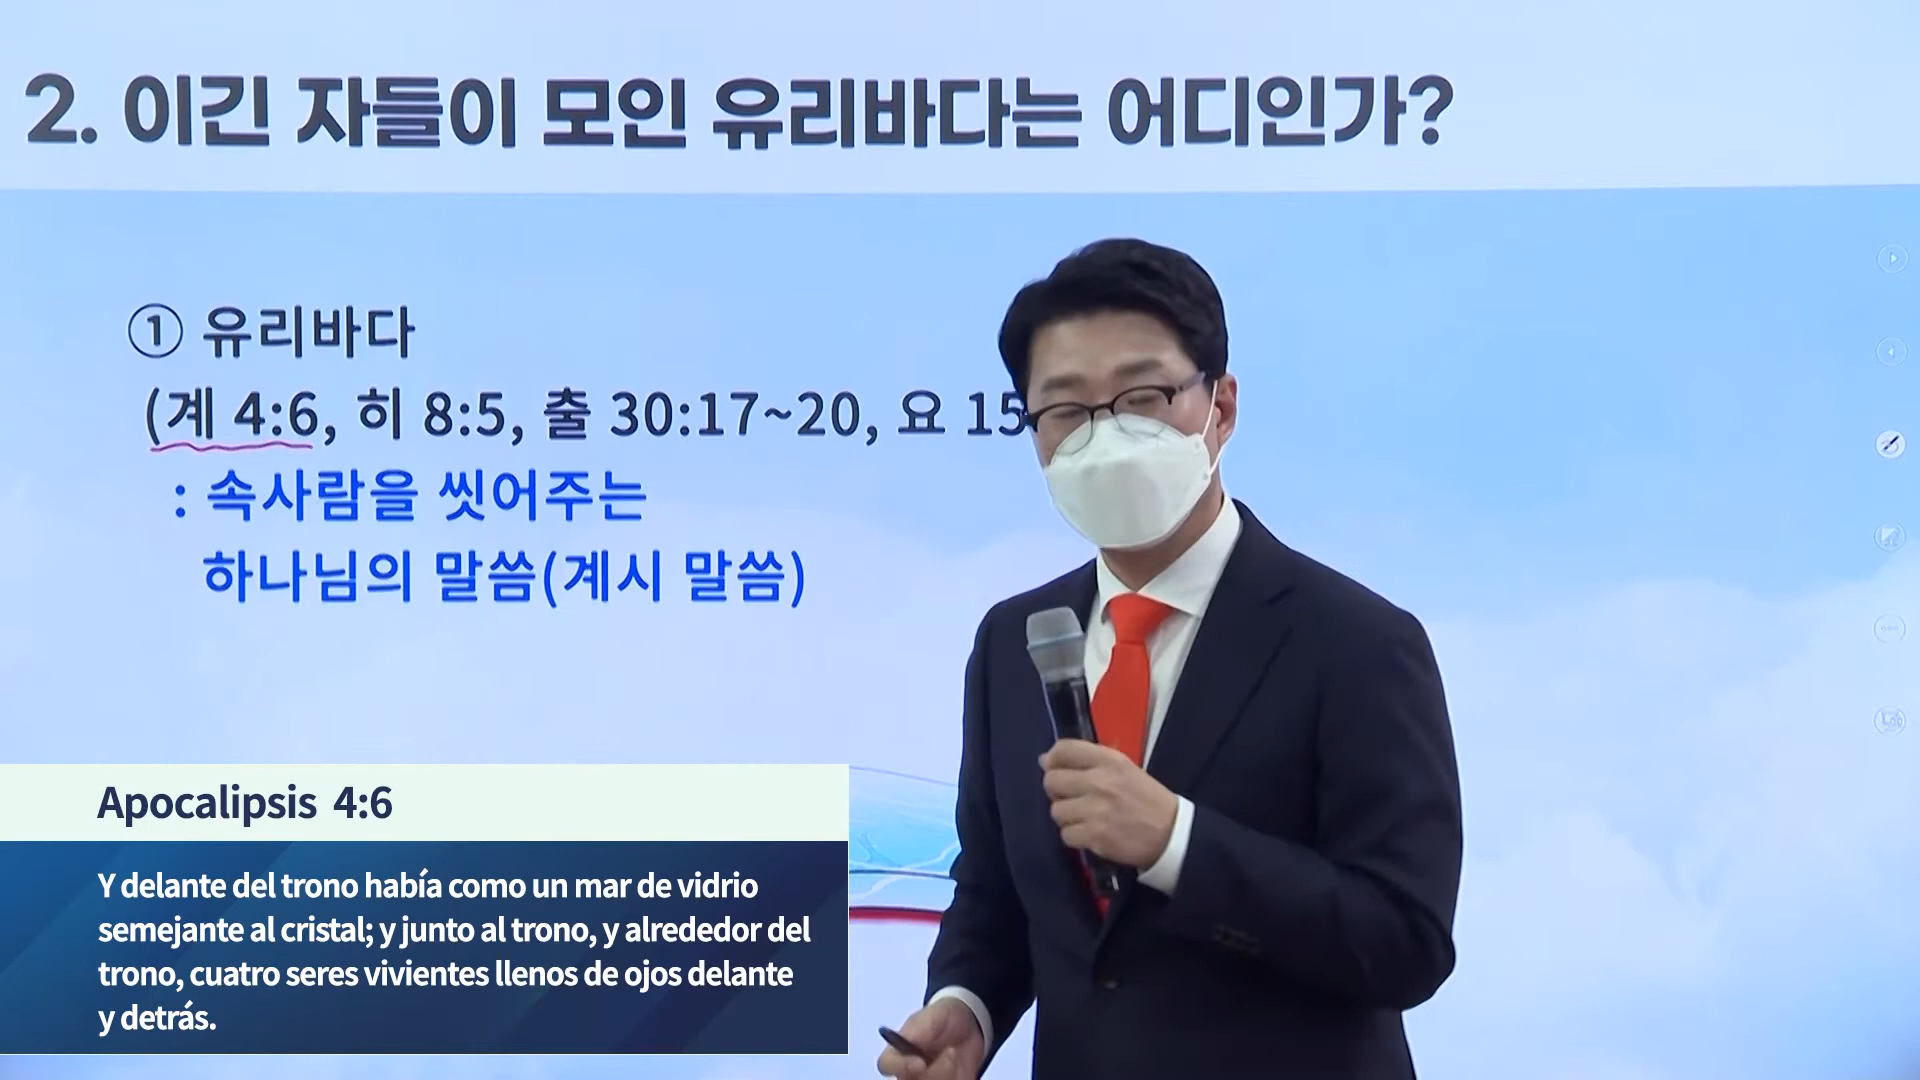 2. 이긴 자들이 모인 유리바다는 어디인가?
① 유리바다
(계 4:6, 히 8:5, 출 30:17~20, 요 15
: 속사람을 씻어주는
하나님의 말씀(계시 말씀)
Apocalipsis 4:6
Y delante del trono había como un mar de vidrio
semejante al cristal; y junto al trono, y alrededor del
trono, cuatro seres vivientes llenos de ojos delante
y detrás.